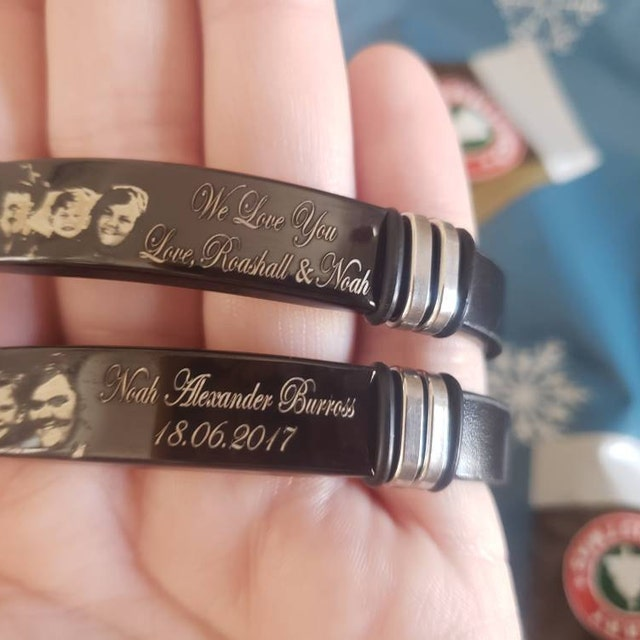 We Love You
Love, Roashall & Noah
Noah Alexander Burross
18.06.2017